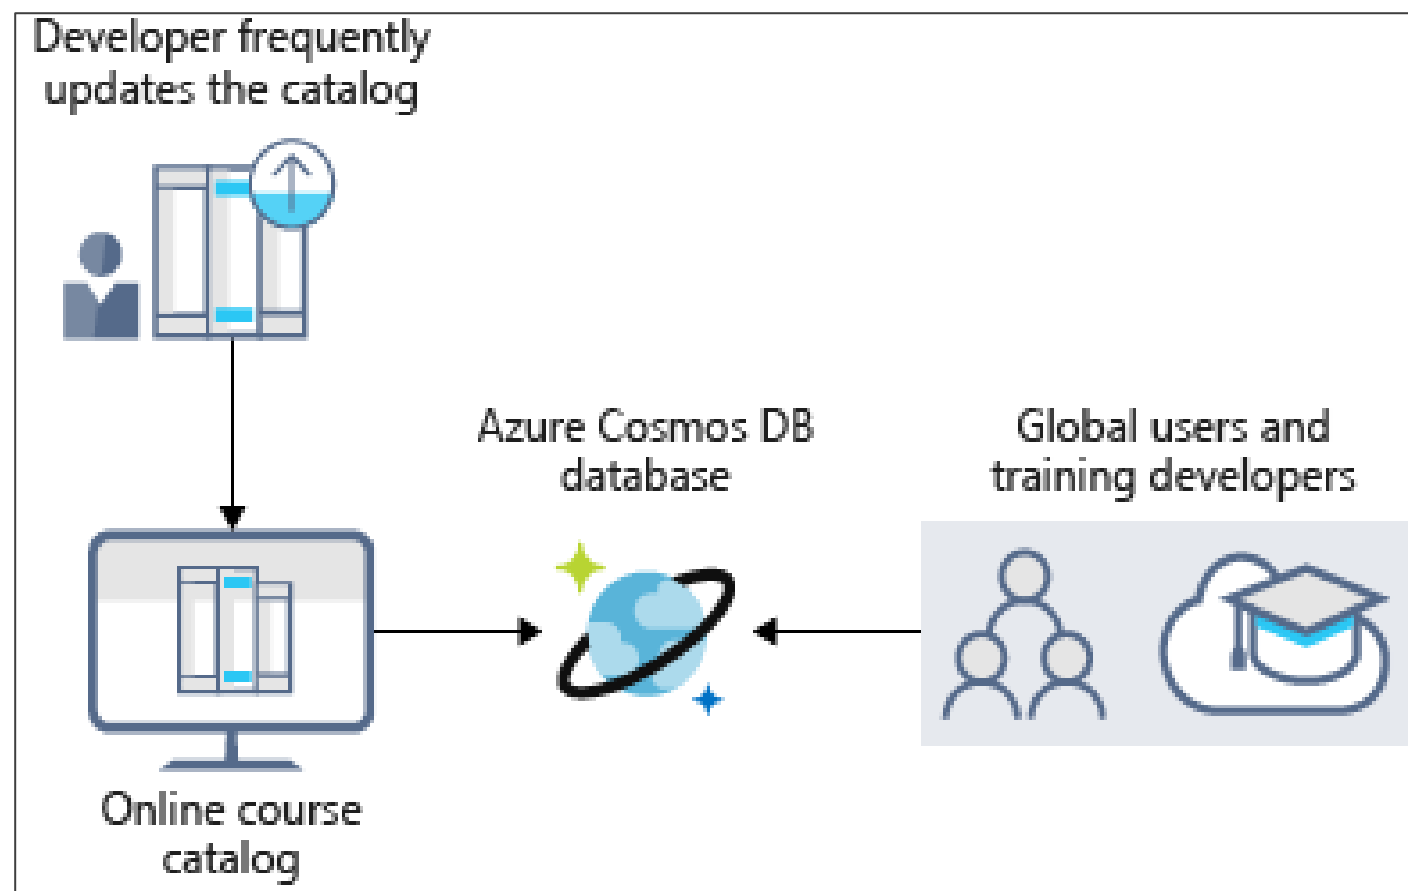 Developer frequently
updates the catalog
Azure Cosmos DB
database
Global users and
training developers
Online course
catalog